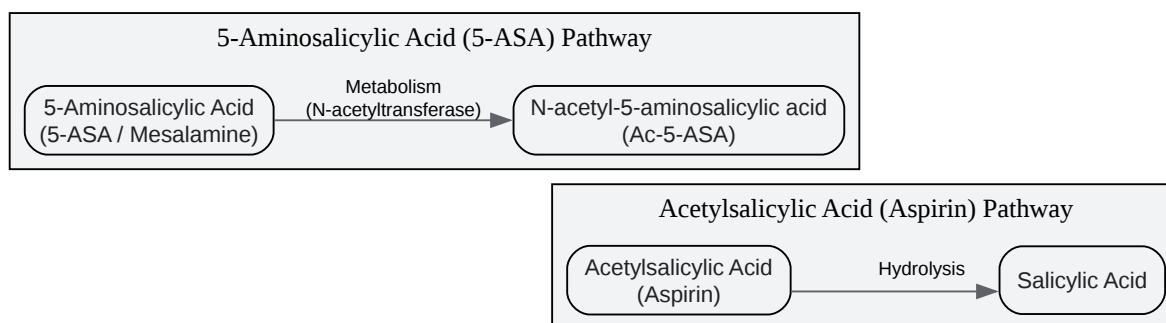 5-Aminosalicylic Acid (5-ASA) Pathway
5-Aminosalicylic Acid
(5-ASA / Mesalamine)
Metabolism
(N-acetyltransferase)
N-acetyl-5-aminosalicylic acid
(Ac-5-ASA)
Acetylsalicylic Acid (Aspirin) Pathway
Acetylsalicylic Acid
(Aspirin)
Hydrolysis
Salicylic Acid